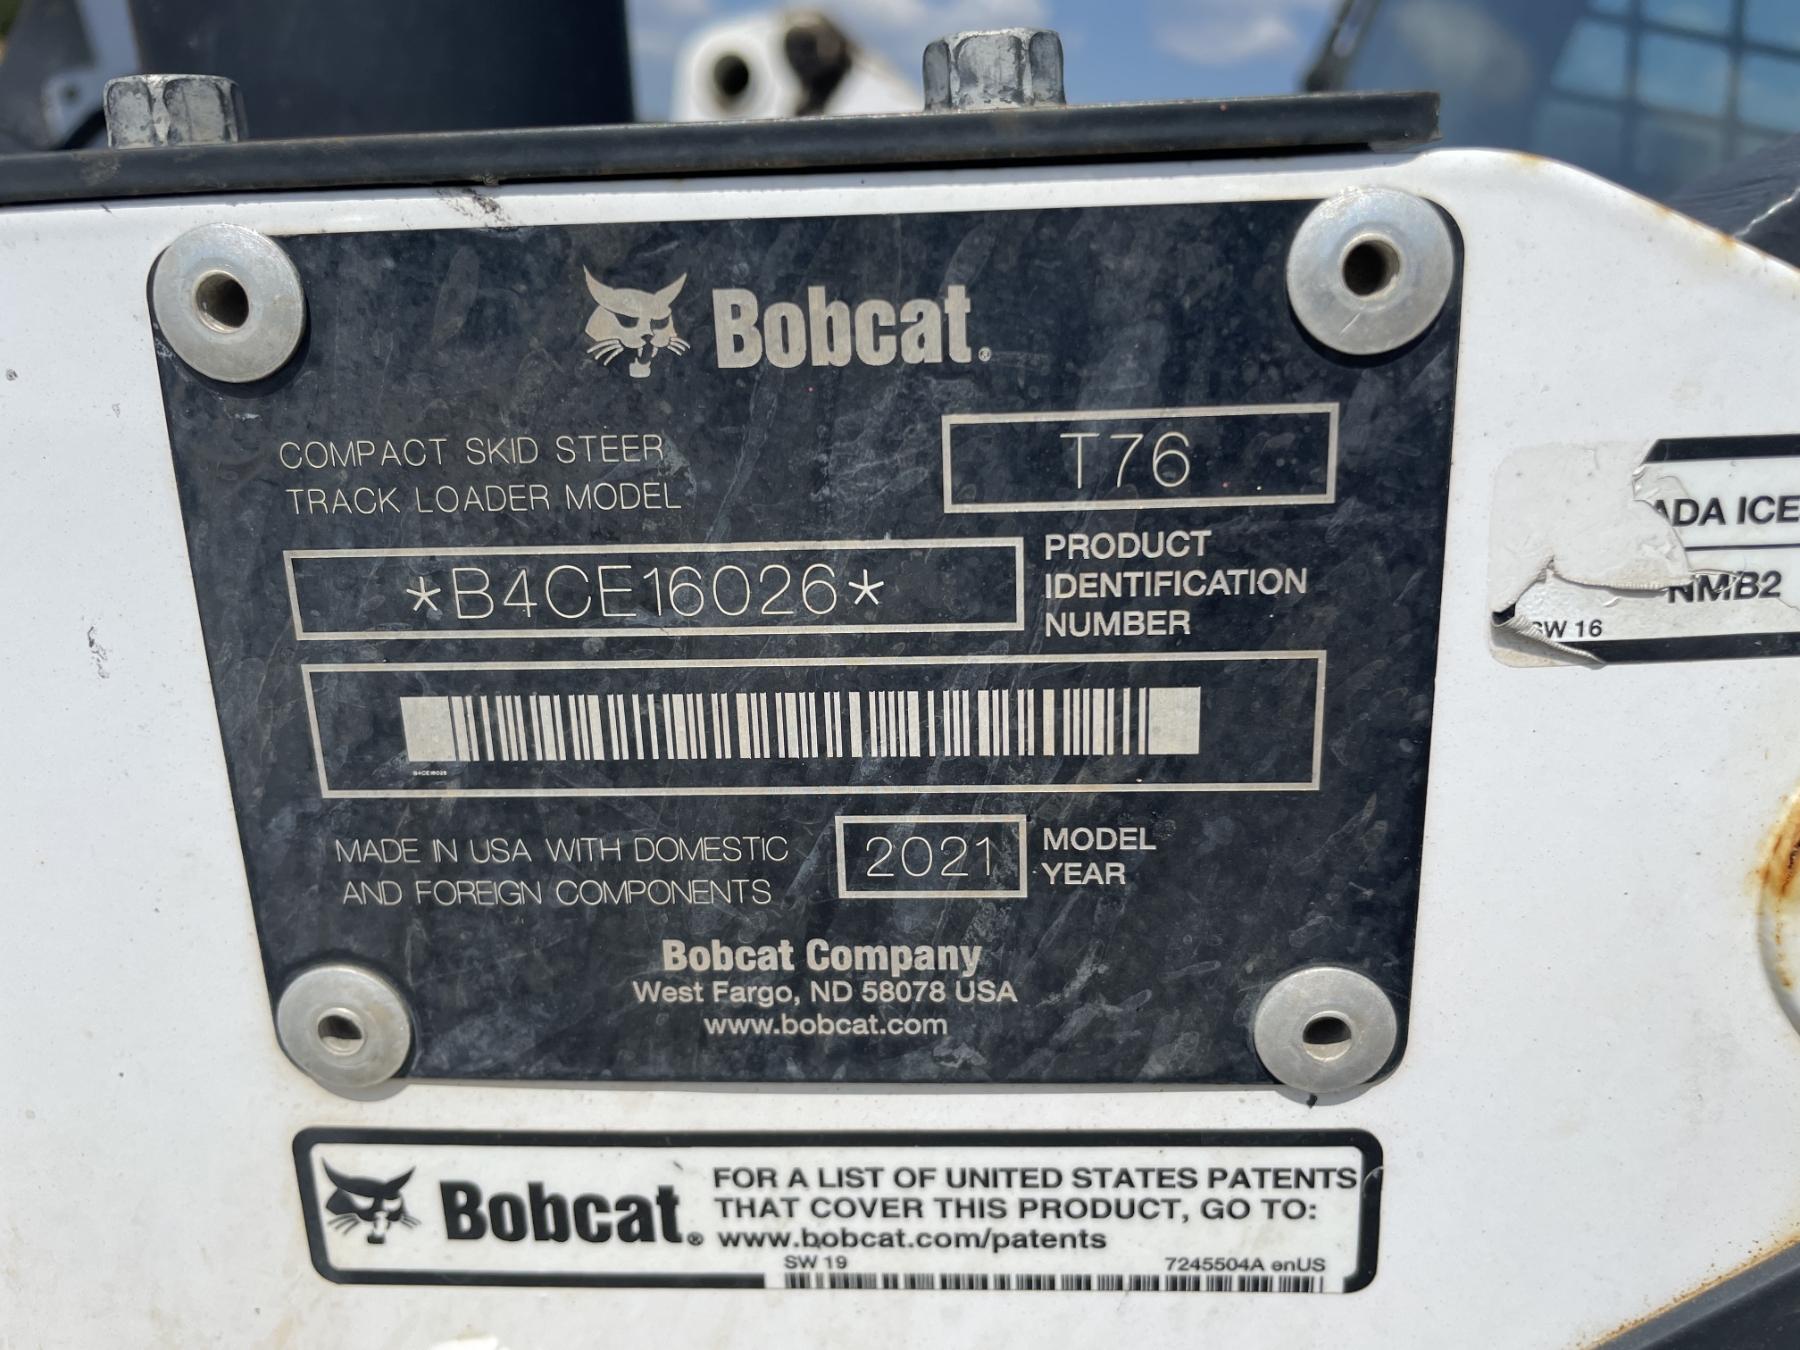 Bobcat®
COMPACT SKID STEER
TRACK LOADER MODEL
T76
*B4CE16026*
PRODUCT
IDENTIFICATION
NUMBER
B4CE16026
MADE IN USA WITH DOMESTIC
AND FOREIGN COMPONENTS
2021
MODEL
YEAR
Bobcat Company
West Fargo, ND 58078 USA
www.bobcat.com
ADA ICE
NMB2
SW 16
Bobcat®
FOR A LIST OF UNITED STATES PATENTS
THAT COVER THIS PRODUCT, GO TO:
www.bobcat.com/patents
SW 19
7245504A enUS